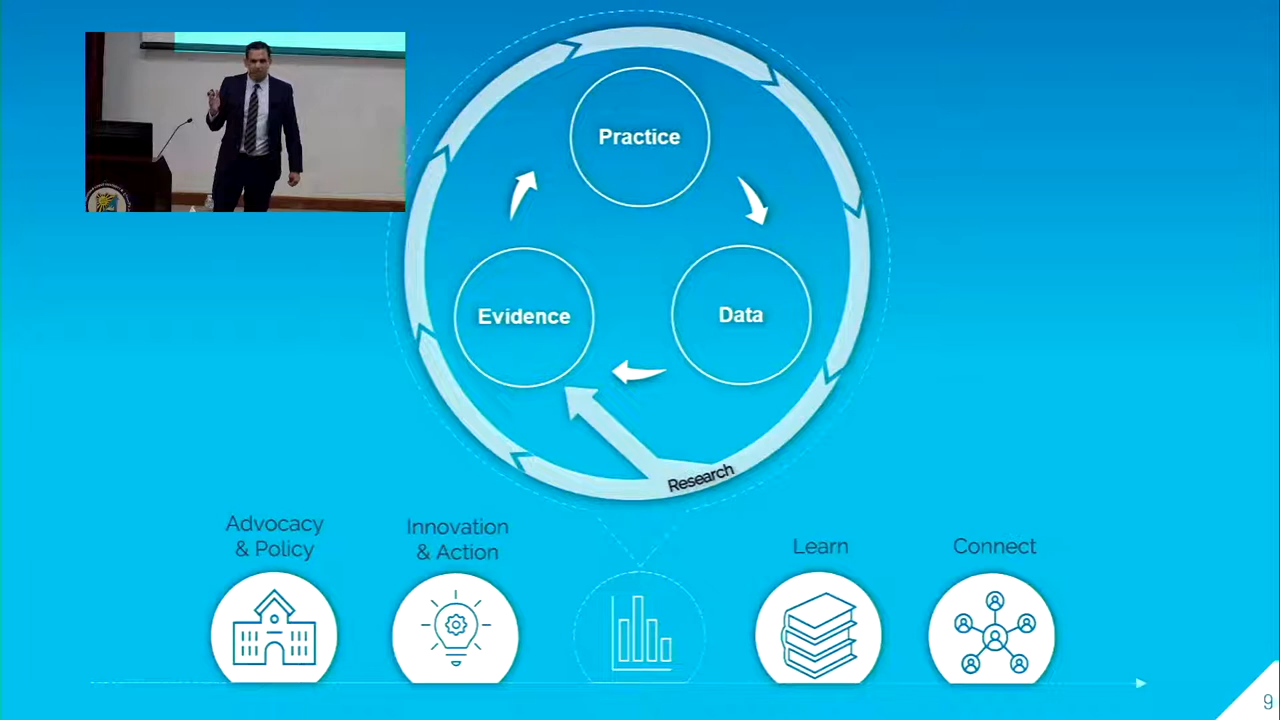 Practice
Evidence
Data
Research
Advocacy
& Policy
Innovation
& Action
Learn
Connect
9